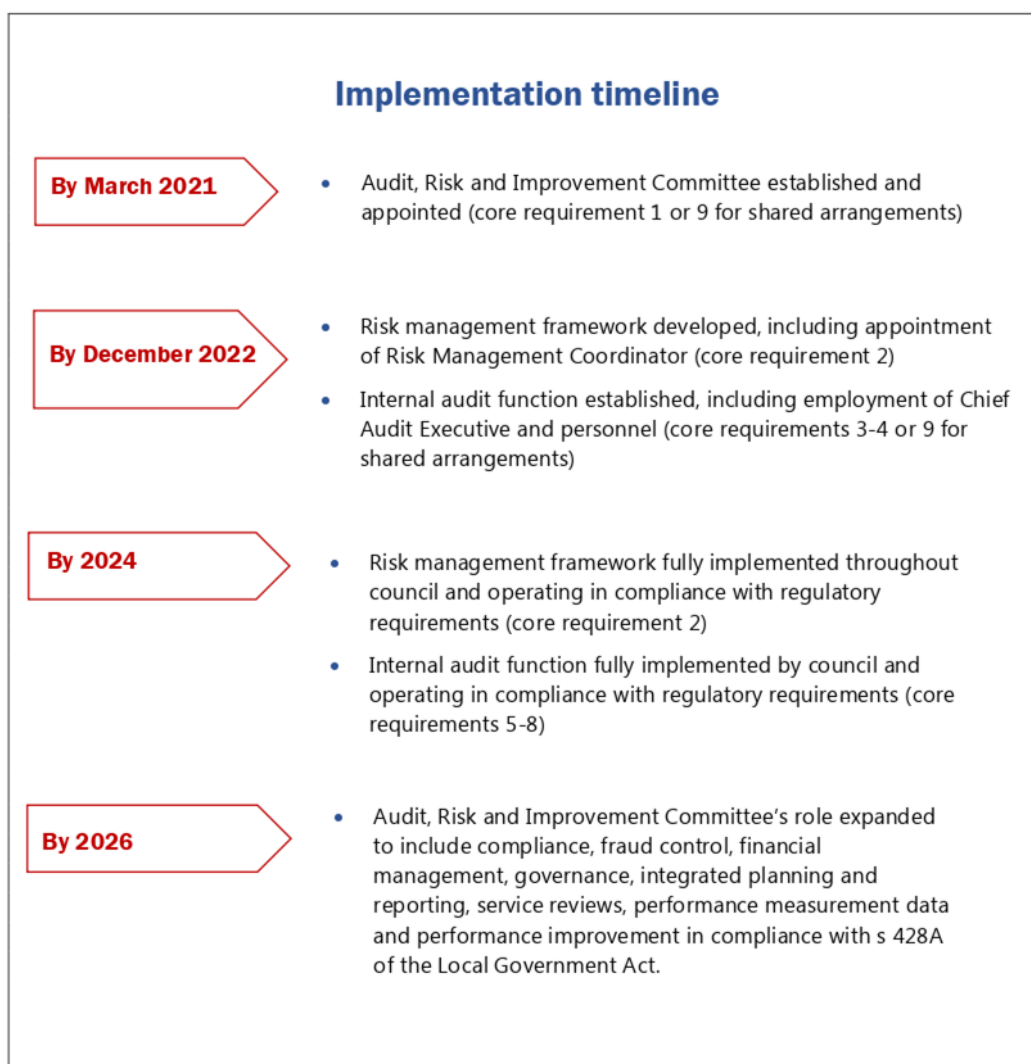 Implementation timeline
By March 2021
• Audit, Risk and Improvement Committee established and
appointed (core requirement 1 or 9 for shared arrangements)
By December 2022
• Risk management framework developed, including appointment
of Risk Management Coordinator (core requirement 2)
• Internal audit function established, including employment of Chief
Audit Executive and personnel (core requirements 3-4 or 9 for
shared arrangements)
By 2024
• Risk management framework fully implemented throughout
council and operating in compliance with regulatory
requirements (core requirement 2)
• Internal audit function fully implemented by council and
operating in compliance with regulatory requirements (core
requirements 5-8)
By 2026
• Audit, Risk and Improvement Committee’s role expanded
to include compliance, fraud control, financial
management, governance, integrated planning and
reporting, service reviews, performance measurement data
and performance improvement in compliance with s 428A
of the Local Government Act.